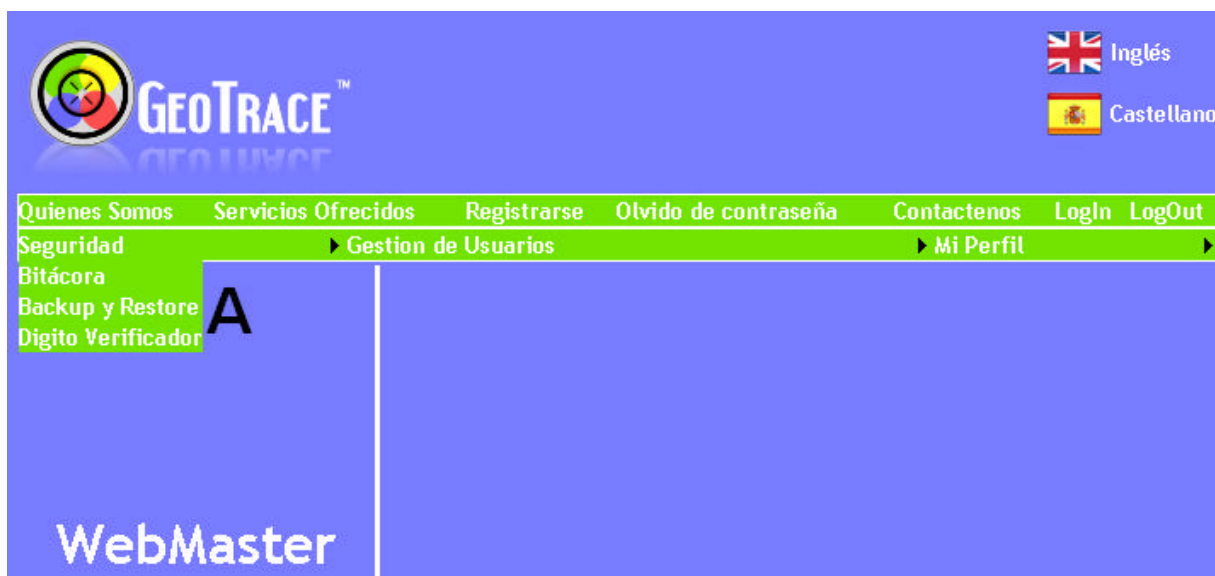 GEOTRACE™
Inglés
Castellano
Quienes Somos Servicios Ofrecidos Registrarse Olvido de contraseña Contactenos LogIn LogOut
Seguridad Gestion de Usuarios Mi Perfil
Bitácora
Backup y Restore
A
Digito Verificador
WebMaster